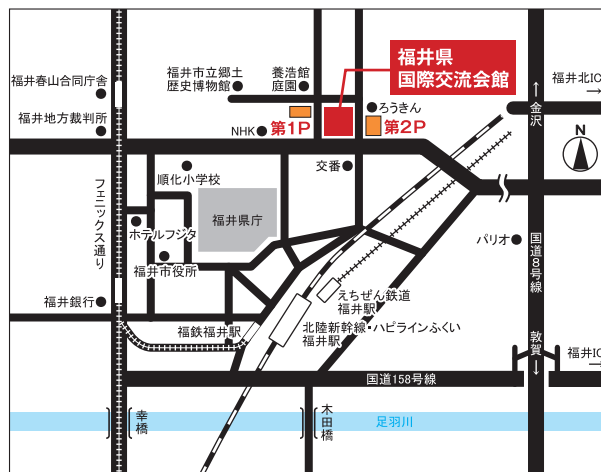 福井県
国際交流会館
福井市立郷土
歴史博物館
養浩館
庭園
福井春山合同庁舎
福井地方裁判所
NHK
第1P
ろうきん
第2P
福井北IC
→
←金沢
N
順化小学校
交番
フェニックス通り
福井県庁
ホテルフジタ
福井市役所
パリオ
国道8号線
福井銀行
福鉄福井駅
えちぜん鉄道
福井駅
北陸新幹線・ハピラインふくい
福井駅
敦賀→
福井IC
→
国道158号線
幸橋
木田橋
足羽川